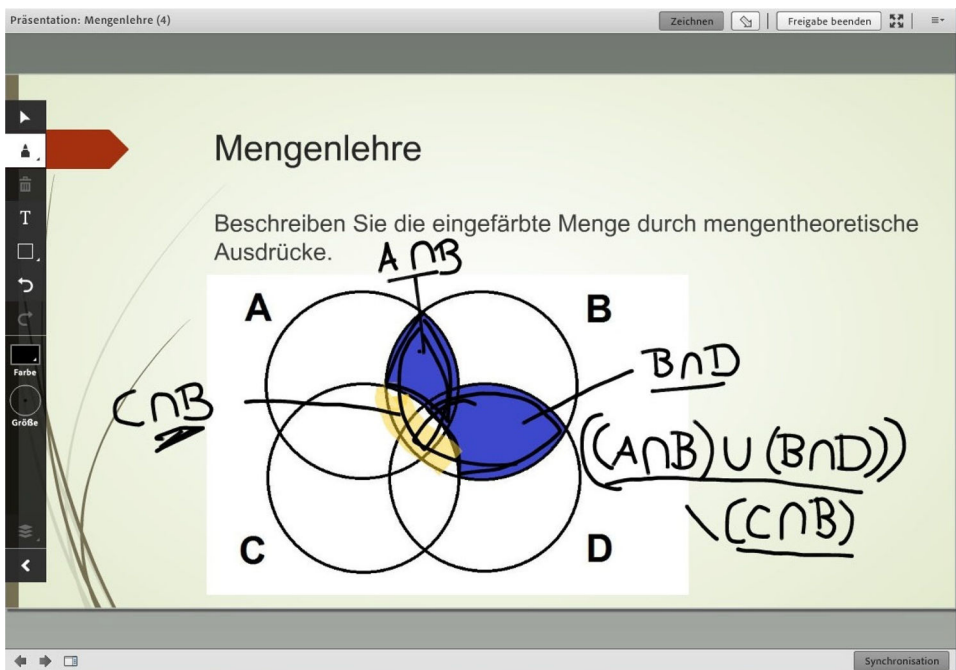 Präsentation: Mengenlehre (4)
Zeichnen
Freigabe beenden
T
Farbe
Größe
Mengenlehre
Beschreiben Sie die eingefärbte Menge durch mengentheoretische
Ausdrücke.
A∩B
A
B
B∩D
C∩B
((A∩B)∪(B∩D))
\(C∩B)
C
D
Synchronisation